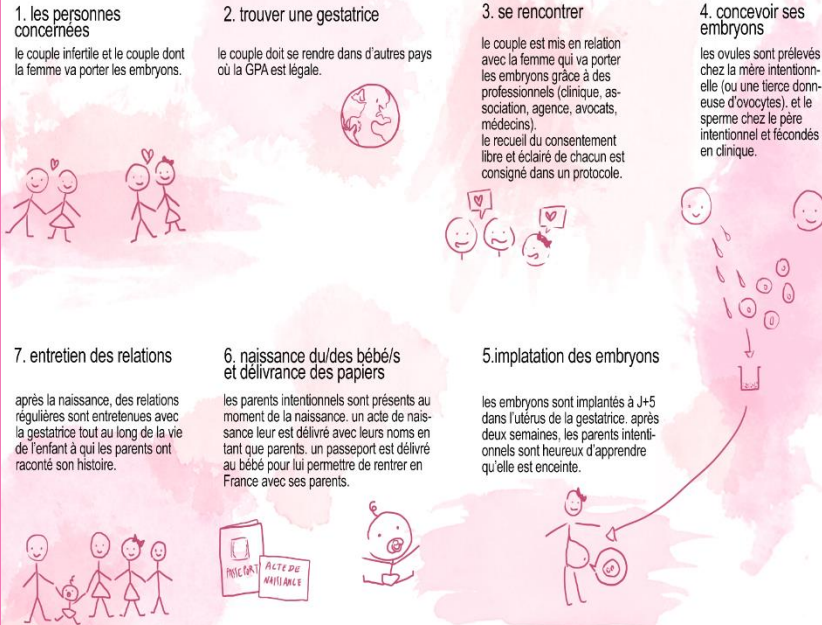 1. les personnes
concernées
le couple infertile et le couple dont
la femme va porter les embryons.
2. trouver une gestatrice
le couple doit se rendre dans d'autres pays
où la GPA est légale.
3. se rencontrer
le couple est mis en relation
avec la femme qui va porter
les embryons grâce à des
professionnels (clinique, as-
sociation, agence, avocats,
médecins).
le recueil du consentement
libre et éclairé de chacun est
consigné dans un protocole.
4. concevoir ses
embryons
les ovules sont prélevés
chez la mère intentionn-
elle (ou une tierce donn-
euse d'ovocytes). et le
sperme chez le père
intentionnel et fécondés
en clinique.
7. entretien des relations
après la naissance, des relations
régulières sont entretenues avec
la gestatrice tout au long de la vie
de l'enfant à qui les parents ont
raconté son histoire.
6. naissance du/des bébé/s
et délivrance des papiers
les parents intentionnels sont présents au
moment de la naissance. un acte de nais-
sance leur est délivré avec leurs noms en
tant que parents. un passeport est délivré
au bébé pour lui permettre de rentrer en
France avec ses parents.
PASSEPORT
ACTE DE
NAISSANCE
5.implatation des embryons
les embryons sont implantés à J+5
dans l'utérus de la gestatrice. après
deux semaines, les parents intenti-
onnels sont heureux d'apprendre
qu'elle est enceinte.